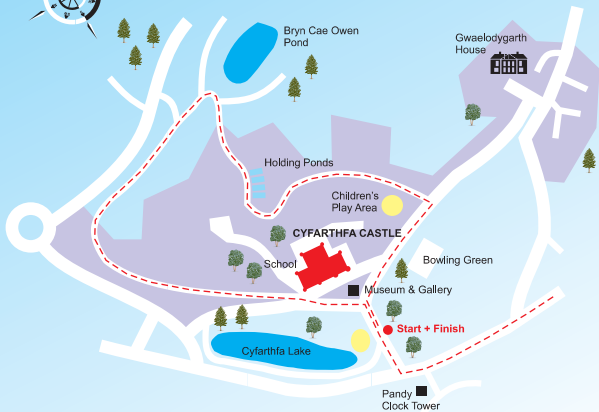 Bryn Cae Owen
Pond
Gwaelodygarth
House
Holding Ponds
Children's
Play Area
CYFARTHFA CASTLE
School
Bowling Green
Museum & Gallery
Start + Finish
Cyfarthfa Lake
Pandy
Clock Tower